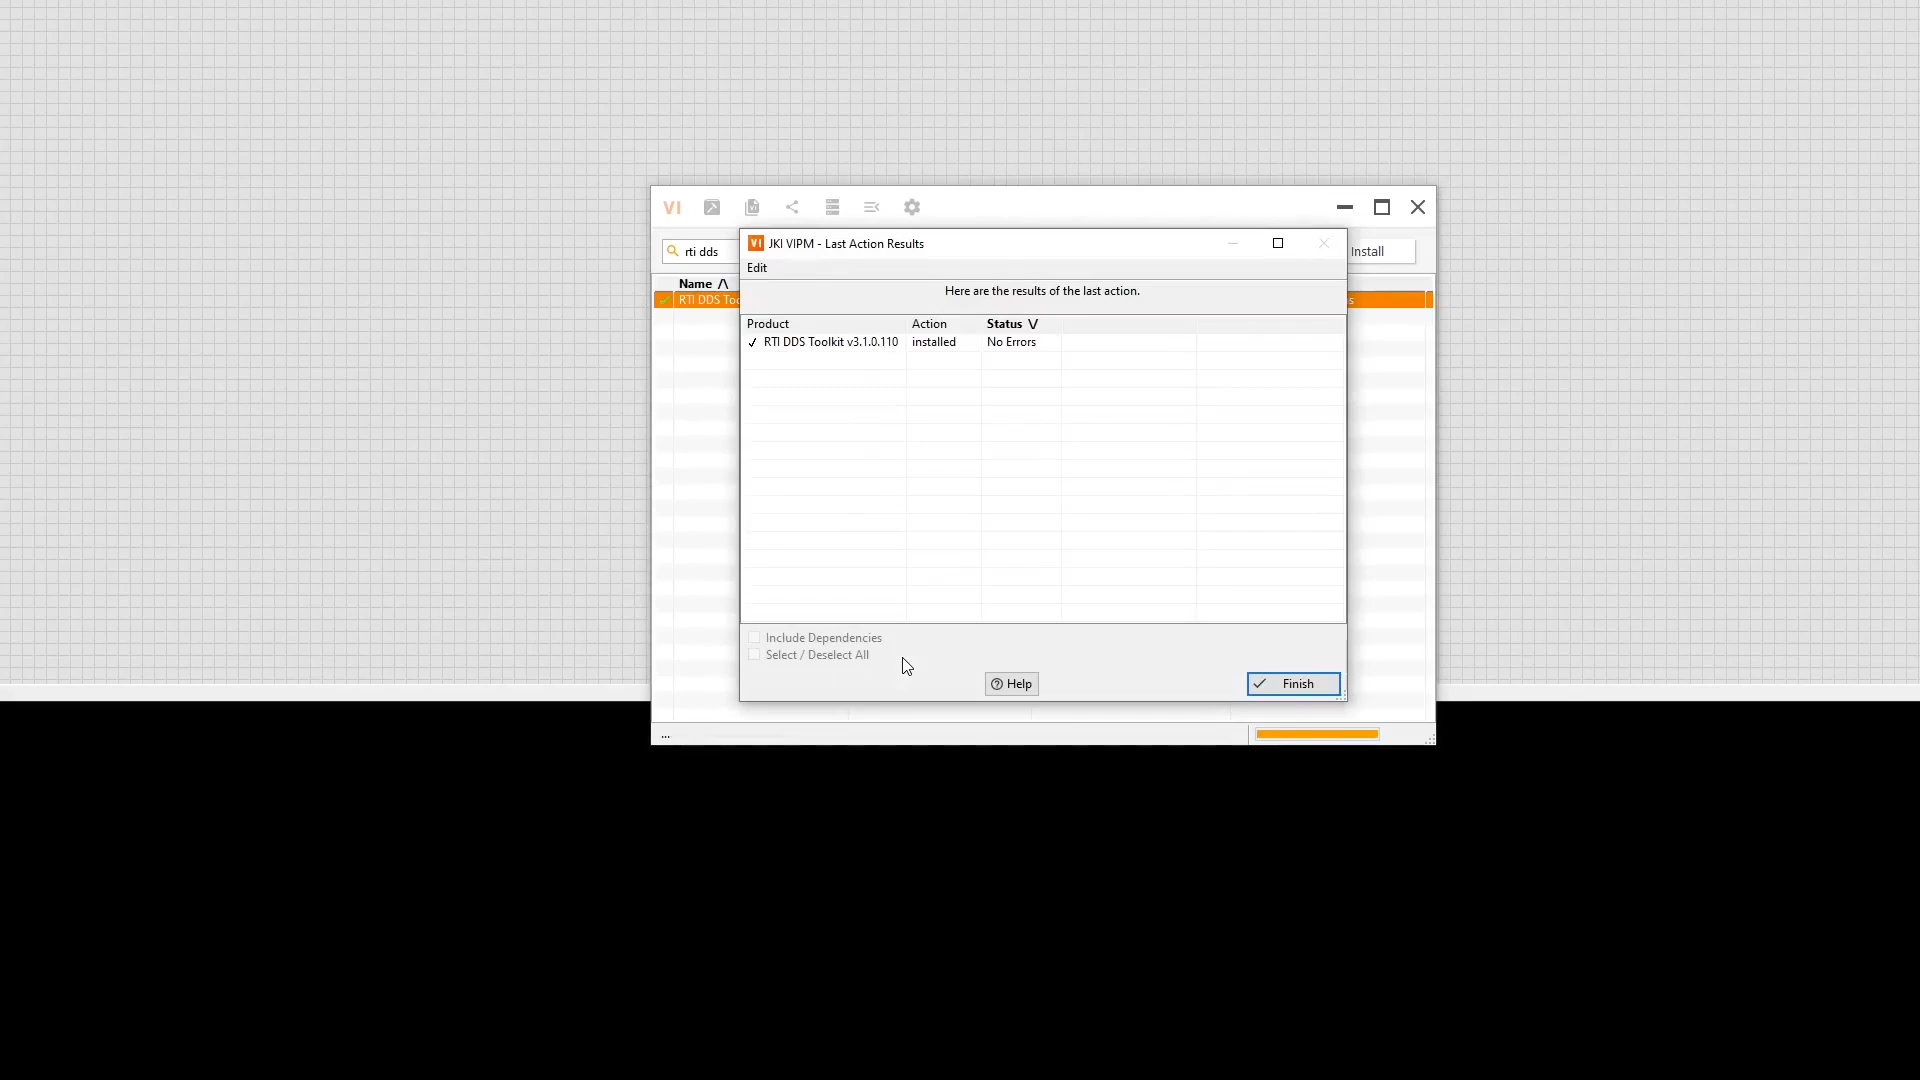 VI
rti dds
Install
Name /\
RTI DDS Too
s
VI JKI VIPM - Last Action Results
Edit
Here are the results of the last action.
Product Action Status V
✓ RTI DDS Toolkit v3.1.0.110 installed No Errors
Include Dependencies
Select / Deselect All
Help
Finish
...